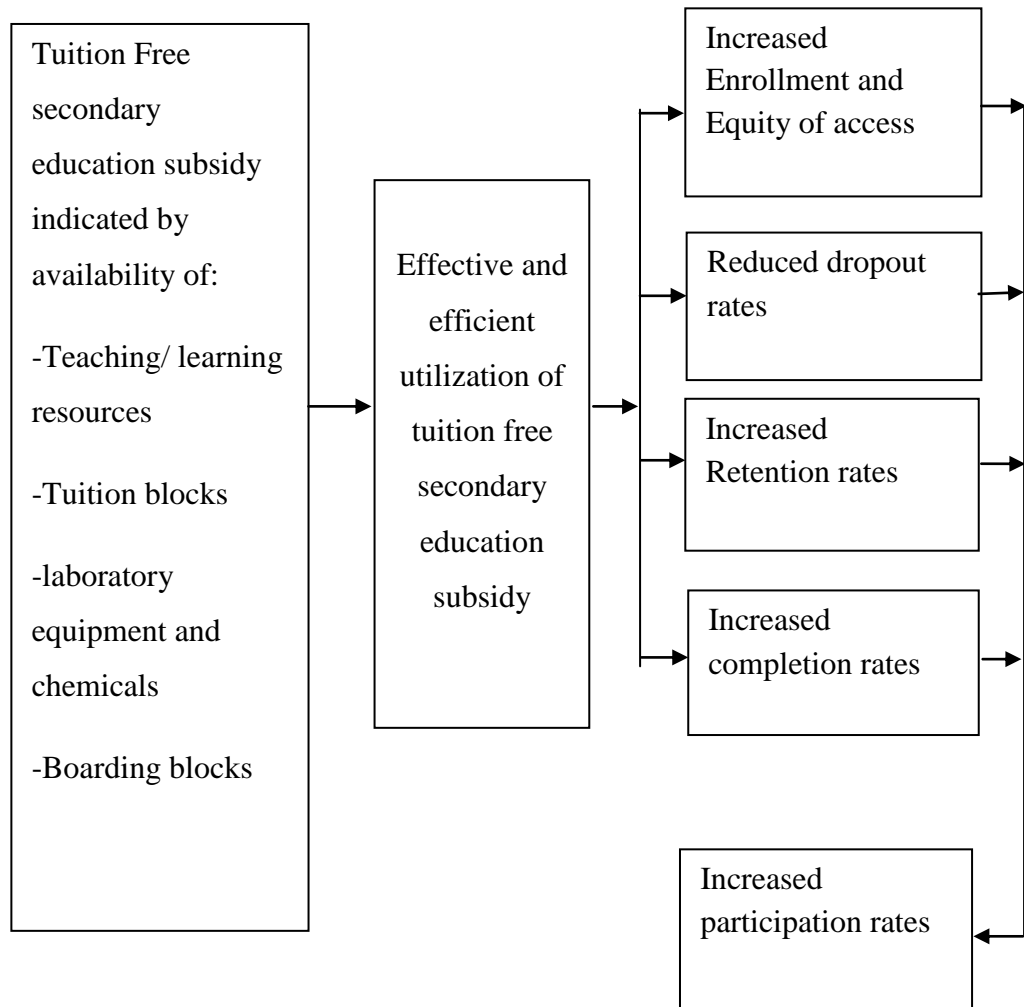 Tuition Free
secondary
education subsidy
indicated by
availability of:
-Teaching/ learning
resources
-Tuition blocks
-laboratory
equipment and
chemicals
-Boarding blocks
Effective and
efficient
utilization of
tuition free
secondary
education
subsidy
Increased
Enrollment and
Equity of access
Reduced dropout
rates
Increased
Retention rates
Increased
completion rates
Increased
participation rates